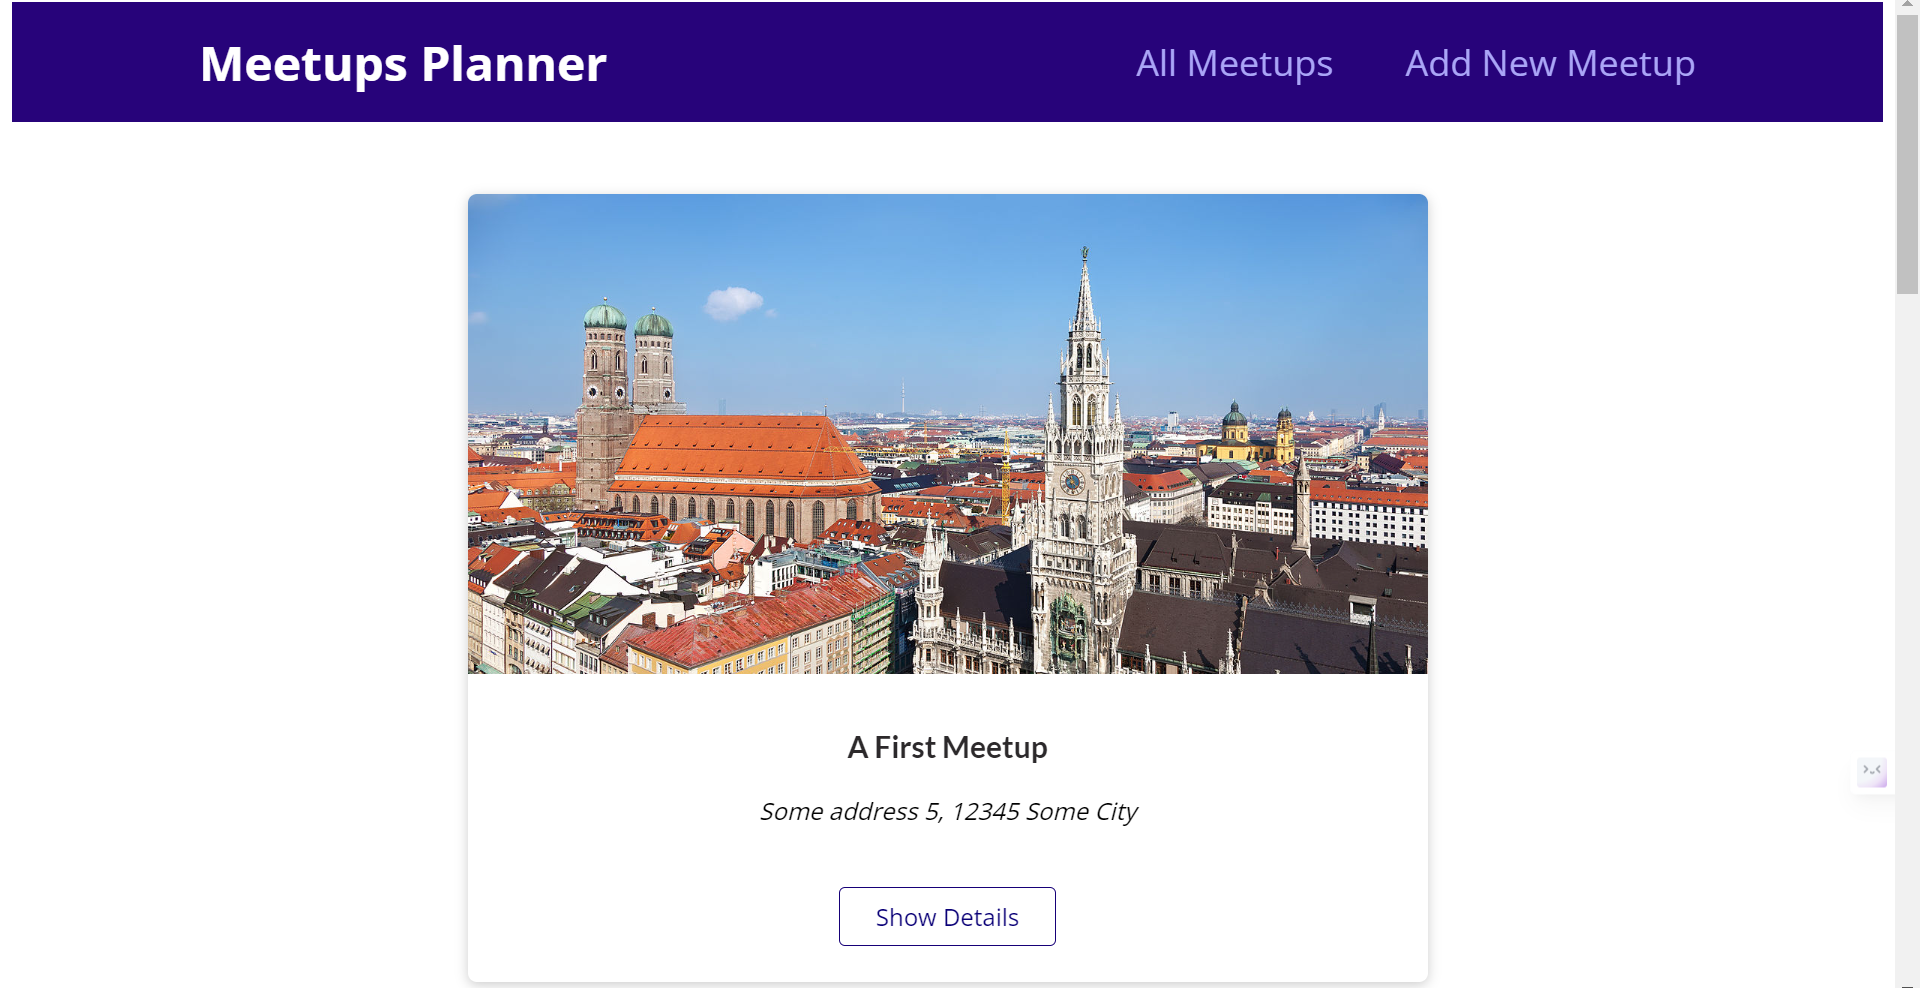 Meetups Planner
All Meetups
Add New Meetup
A First Meetup
Some address 5, 12345 Some City
Show Details